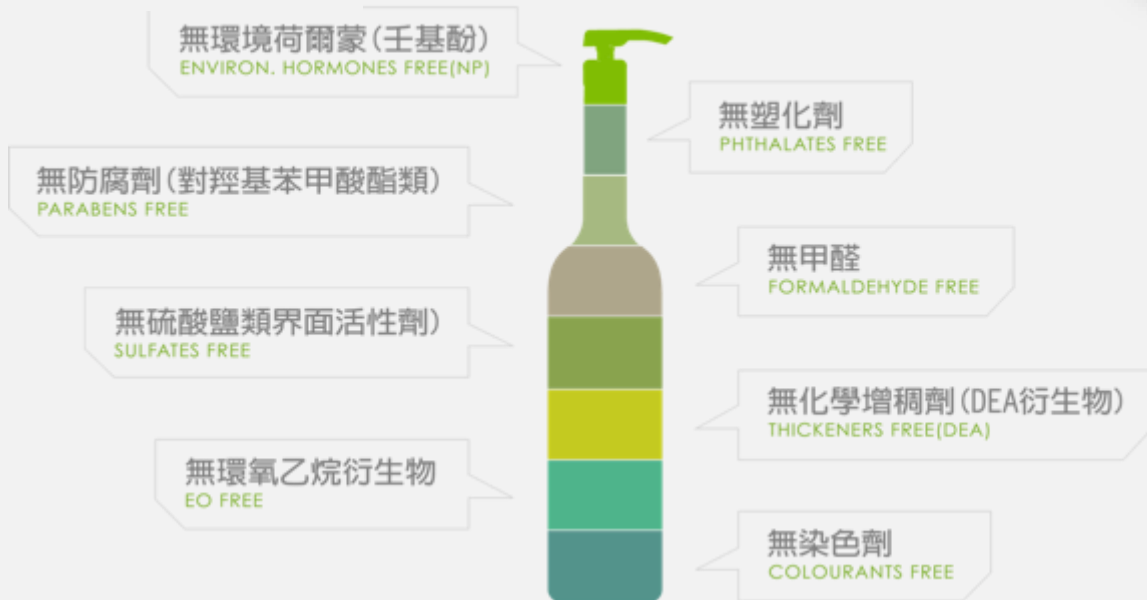 無環境荷爾蒙(壬基酚)
ENVIRON. HORMONES FREE(NP)
無塑化劑
PHTHALATES FREE
無防腐劑(對羥基苯甲酸酯類)
PARABENS FREE
無甲醛
FORMALDEHYDE FREE
無硫酸鹽類界面活性劑)
SULFATES FREE
無化學增稠劑(DEA衍生物)
THICKENERS FREE(DEA)
無環氧乙烷衍生物
EO FREE
無染色劑
COLOURANTS FREE